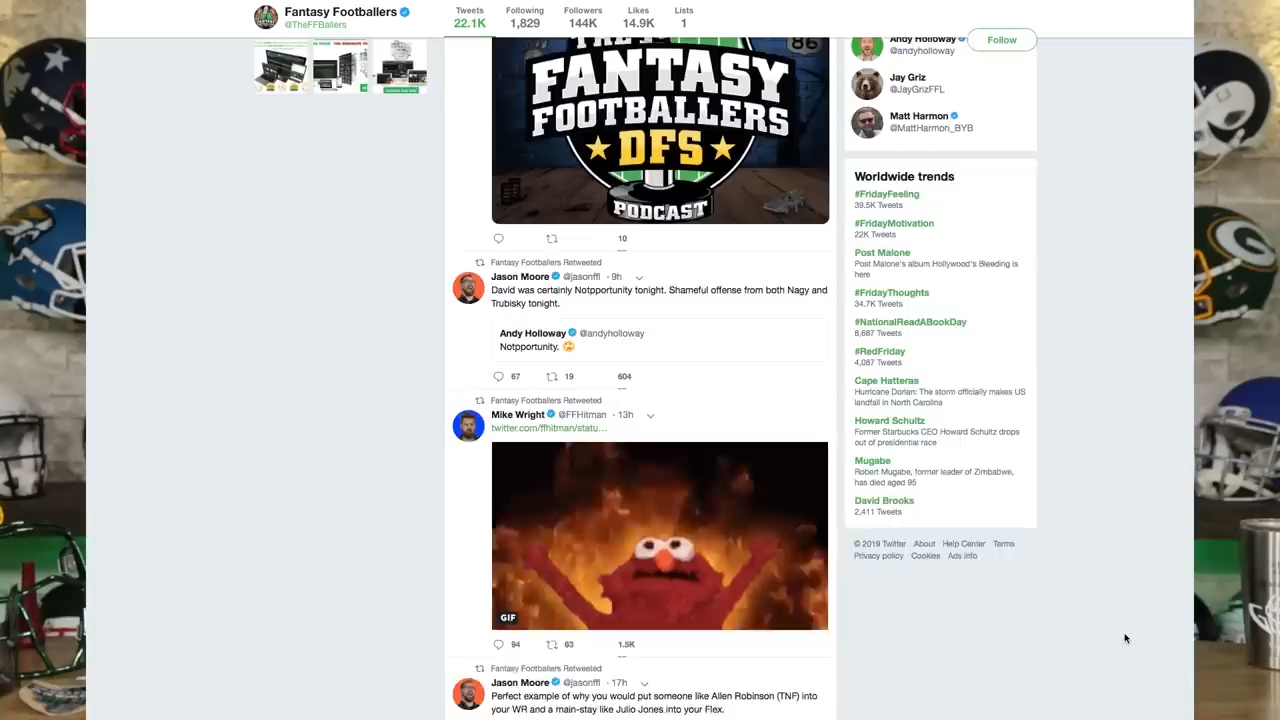 Fantasy Footballers
@TheFFBallers
Tweets
22.1K
Following
1,829
Followers
144K
Likes
14.9K
Lists
1
Follow
FANTASY
FOOTBALLERS
DFS
PODCAST
86
10
Fantasy Footballers Retweeted
Jason Moore @jasonffl · 9h
David was certainly Notpportunity tonight. Shameful offense from both Nagy and
Trubisky tonight.
Andy Holloway @andyholloway
Notpportunity. 🙄
67 19 604
Fantasy Footballers Retweeted
Mike Wright @FFHitman · 13h
twitter.com/ffhitman/statu…
GIF
94 63 1.5K
Fantasy Footballers Retweeted
Jason Moore @jasonffl · 17h
Perfect example of why you would put someone like Allen Robinson (TNF) into
your WR and a main-stay like Julio Jones into your Flex.
Andy Holloway
@andyholloway
Jay Griz
@JayGrizFFL
Matt Harmon
@MattHarmon_BYB
Worldwide trends
#FridayFeeling
39.5K Tweets
#FridayMotivation
22K Tweets
Post Malone
Post Malone's album Hollywood's Bleeding is
here
#FridayThoughts
34.7K Tweets
#NationalReadABookDay
8,687 Tweets
#RedFriday
4,087 Tweets
Cape Hatteras
Hurricane Dorian: The storm officially makes US
landfall in North Carolina
Howard Schultz
Former Starbucks CEO Howard Schultz drops
out of presidential race
Mugabe
Robert Mugabe, former leader of Zimbabwe,
has died aged 95
David Brooks
2,411 Tweets
© 2019 Twitter About Help Center Terms
Privacy policy Cookies Ads info